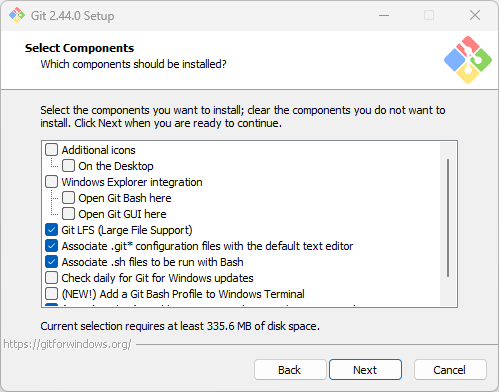 Git 2.44.0 Setup
Select Components
Which components should be installed?
Select the components you want to install; clear the components you do not want to
install. Click Next when you are ready to continue.
Additional icons
On the Desktop
Windows Explorer integration
Open Git Bash here
Open Git GUI here
Git LFS (Large File Support)
Associate .git* configuration files with the default text editor
Associate .sh files to be run with Bash
Check daily for Git for Windows updates
(NEW!) Add a Git Bash Profile to Windows Terminal
Current selection requires at least 335.6 MB of disk space.
https://gitforwindows.org/
Back
Next
Cancel